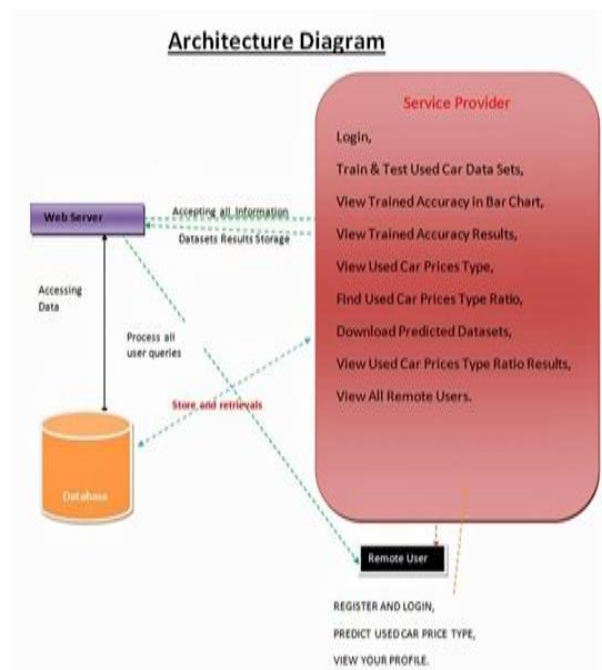 Architecture Diagram
Service Provider
Login,
Train & Test Used Car Data Sets,
View Trained Accuracy in Bar Chart,
View Trained Accuracy Results,
View Used Car Prices Type,
Find Used Car Prices Type Ratio,
Download Predicted Datasets,
View Used Car Prices Type Ratio Results,
View All Remote Users.
Web Server
Accepting all Information
Datasets Results Storage
Accessing
Data
Process all
user queries
Store and retrievals
Database
Remote User
REGISTER AND LOGIN,
PREDICT USED CAR PRICE TYPE,
VIEW YOUR PROFILE.